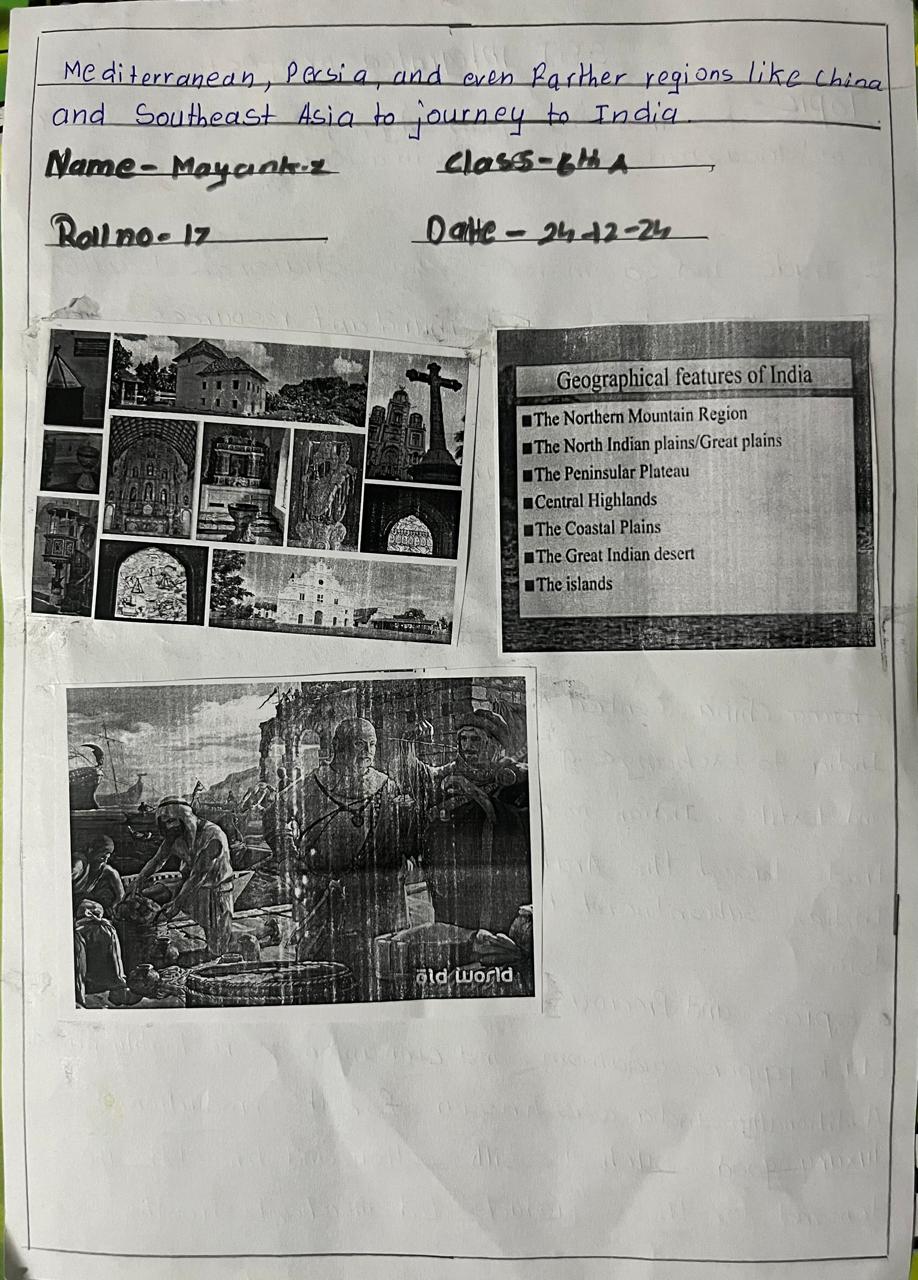 Mediterranean, Persia, and even Farther regions like China
and Southeast Asia to journey to India.
Name - Mayank.z
Class - 6th A
Roll no - 17
Date - 24-12-24
Geographical features of India
■The Northern Mountain Region
■The North Indian plains/Great plains
■The Peninsular Plateau
■Central Highlands
■The Coastal Plains
■The Great Indian desert
■The islands
old world